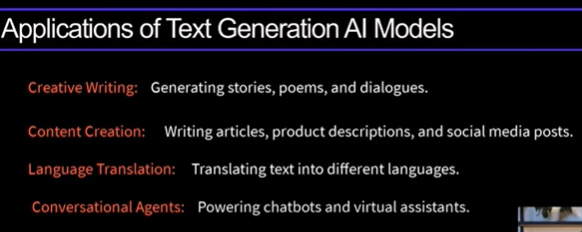 Applications of Text Generation AI Models
Creative Writing: Generating stories, poems, and dialogues.
Content Creation: Writing articles, product descriptions, and social media posts.
Language Translation: Translating text into different languages.
Conversational Agents: Powering chatbots and virtual assistants.